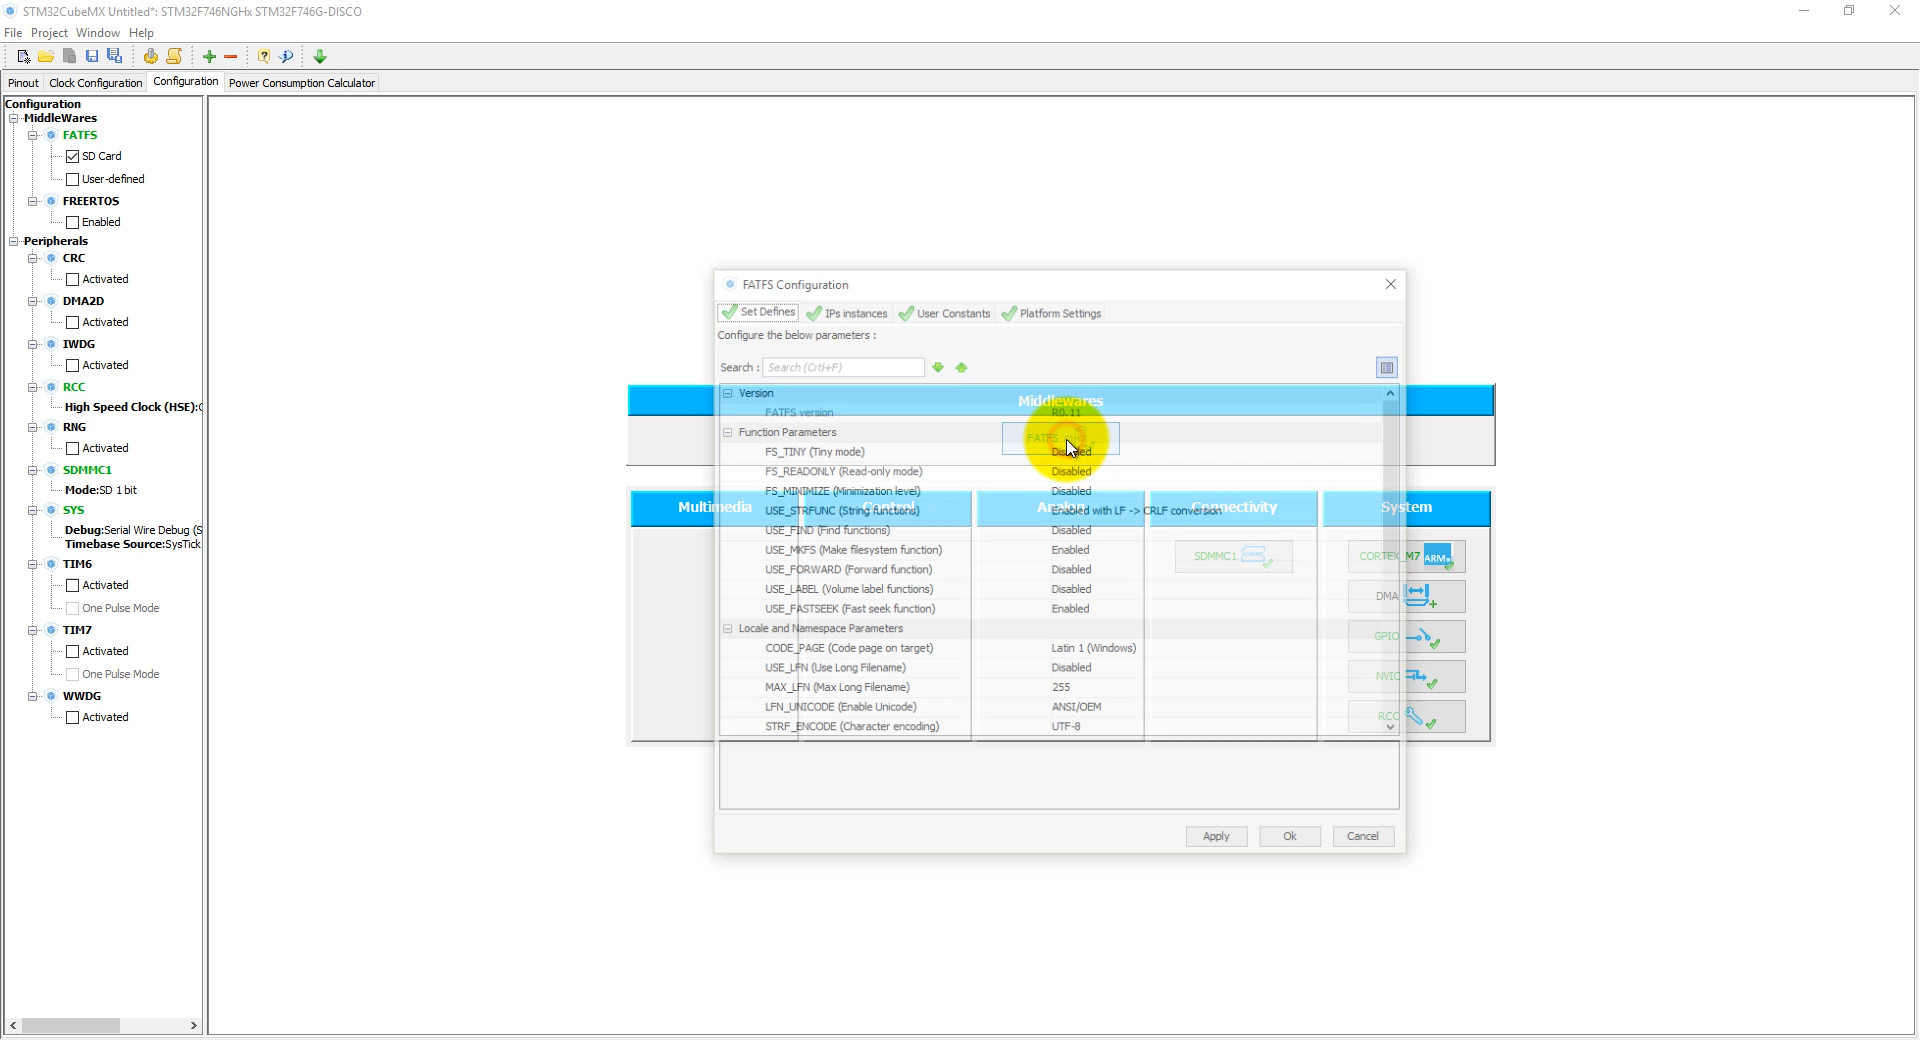 STM32CubeMX Untitled*: STM32F746NGHx STM32F746G-DISCO
File Project Window Help
Pinout Clock Configuration Configuration Power Consumption Calculator
Configuration
MiddleWares
FATFS
SD Card
User-defined
FREERTOS
Enabled
Peripherals
CRC
Activated
DMA2D
Activated
IWDG
Activated
RCC
High Speed Clock (HSE):C
RNG
Activated
SDMMC1
Mode:SD 1 bit
SYS
Debug:Serial Wire Debug (S
Timebase Source:SysTick
TIM6
Activated
One Pulse Mode
TIM7
Activated
One Pulse Mode
WWDG
Activated
FATFS Configuration
Set Defines IPs instances User Constants Platform Settings
Configure the below parameters :
Search : Search (Crtl+F)
Version
Middlewares
FATFS version R0.11
Function Parameters
FATFS
FS_TINY (Tiny mode) Disabled
FS_READONLY (Read-only mode) Disabled
FS_MINIMIZE (Minimization level) Disabled
Multimedia Control Analog Connectivity System
USE_STRFUNC (String functions) Enabled with LF -> CRLF conversion
USE_FIND (Find functions) Disabled
USE_MKFS (Make filesystem function) Enabled
SDMMC1
CORTEX_M7 ARM
USE_FORWARD (Forward function) Disabled
USE_LABEL (Volume label functions) Disabled
DMA
USE_FASTSEEK (Fast seek function) Enabled
Locale and Namespace Parameters
GPIO
CODE_PAGE (Code page on target) Latin 1 (Windows)
USE_LFN (Use Long Filename) Disabled
NVIC
MAX_LFN (Max Long Filename) 255
LFN_UNICODE (Enable Unicode) ANSI/OEM
RCC
STRF_ENCODE (Character encoding) UTF-8
Apply Ok Cancel